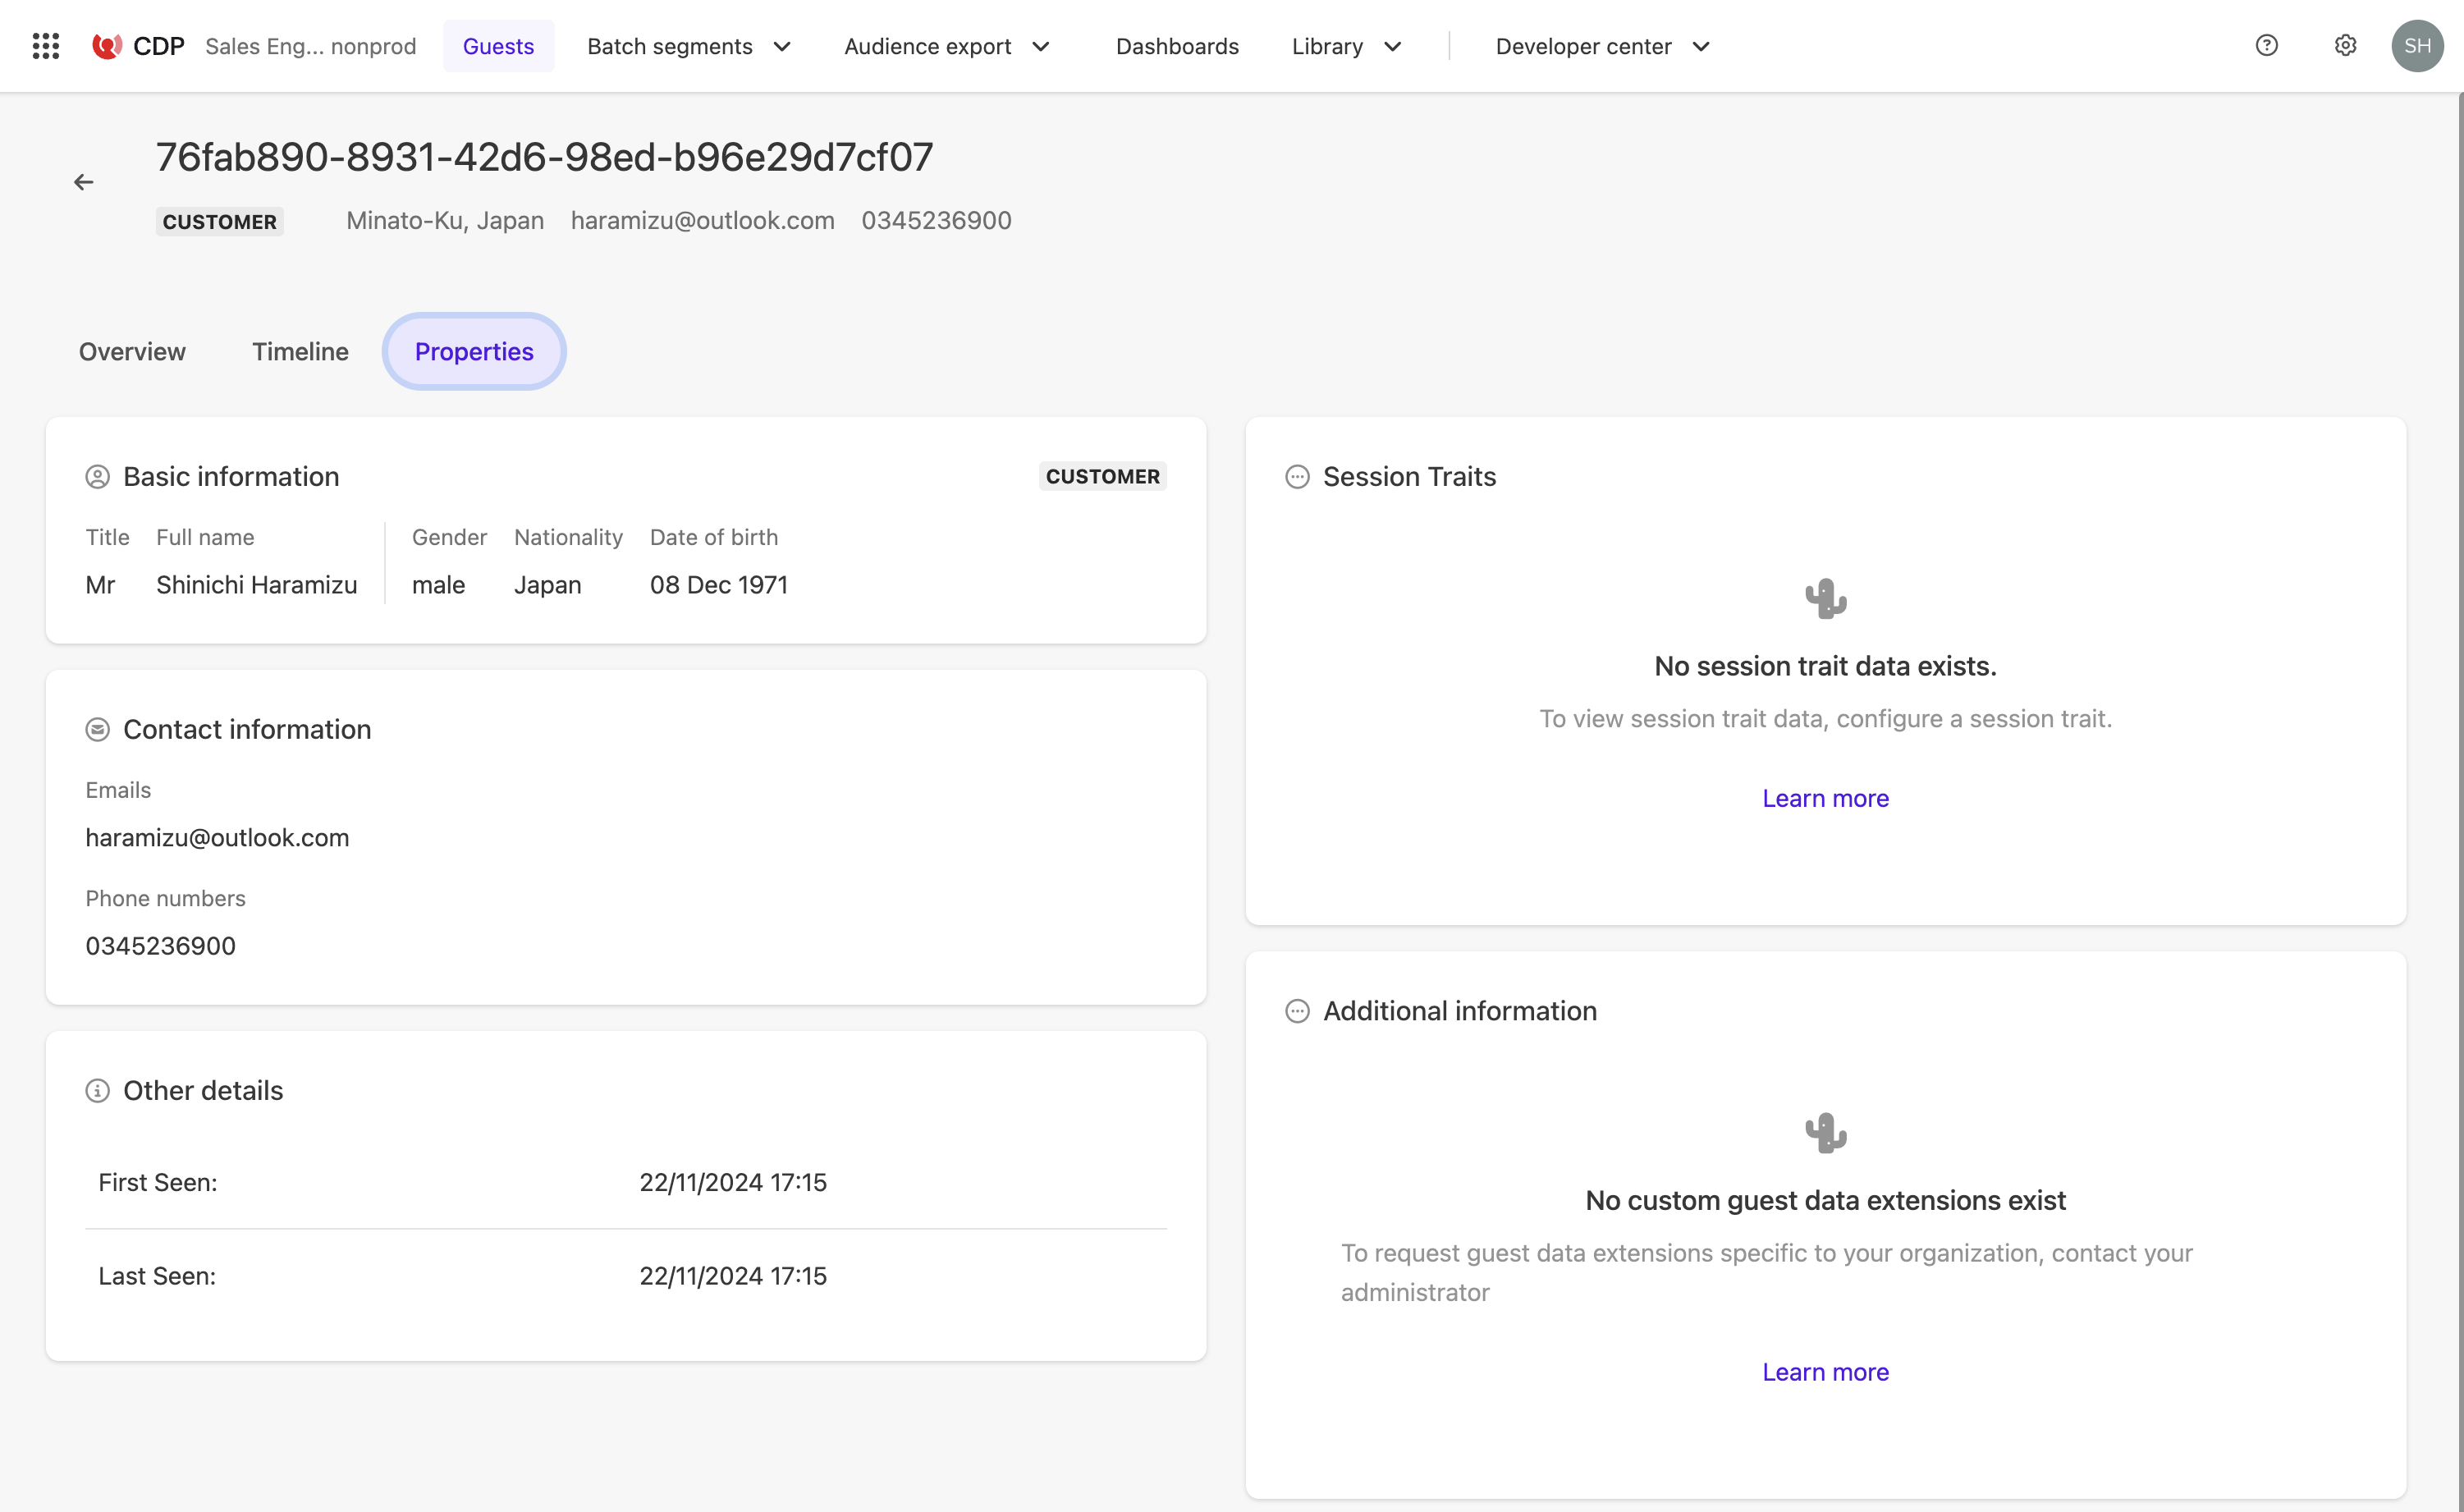 CDP Sales Eng... nonprod Guests Batch segments Audience export Dashboards Library Developer center SH
76fab890-8931-42d6-98ed-b96e29d7cf07
CUSTOMER Minato-Ku, Japan haramizu@outlook.com 0345236900
Overview Timeline Properties
Basic information CUSTOMER
Title Full name Gender Nationality Date of birth
Mr Shinichi Haramizu male Japan 08 Dec 1971
Contact information
Emails
haramizu@outlook.com
Phone numbers
0345236900
Other details
First Seen: 22/11/2024 17:15
Last Seen: 22/11/2024 17:15
Session Traits
No session trait data exists.
To view session trait data, configure a session trait.
Learn more
Additional information
No custom guest data extensions exist
To request guest data extensions specific to your organization, contact your
administrator
Learn more